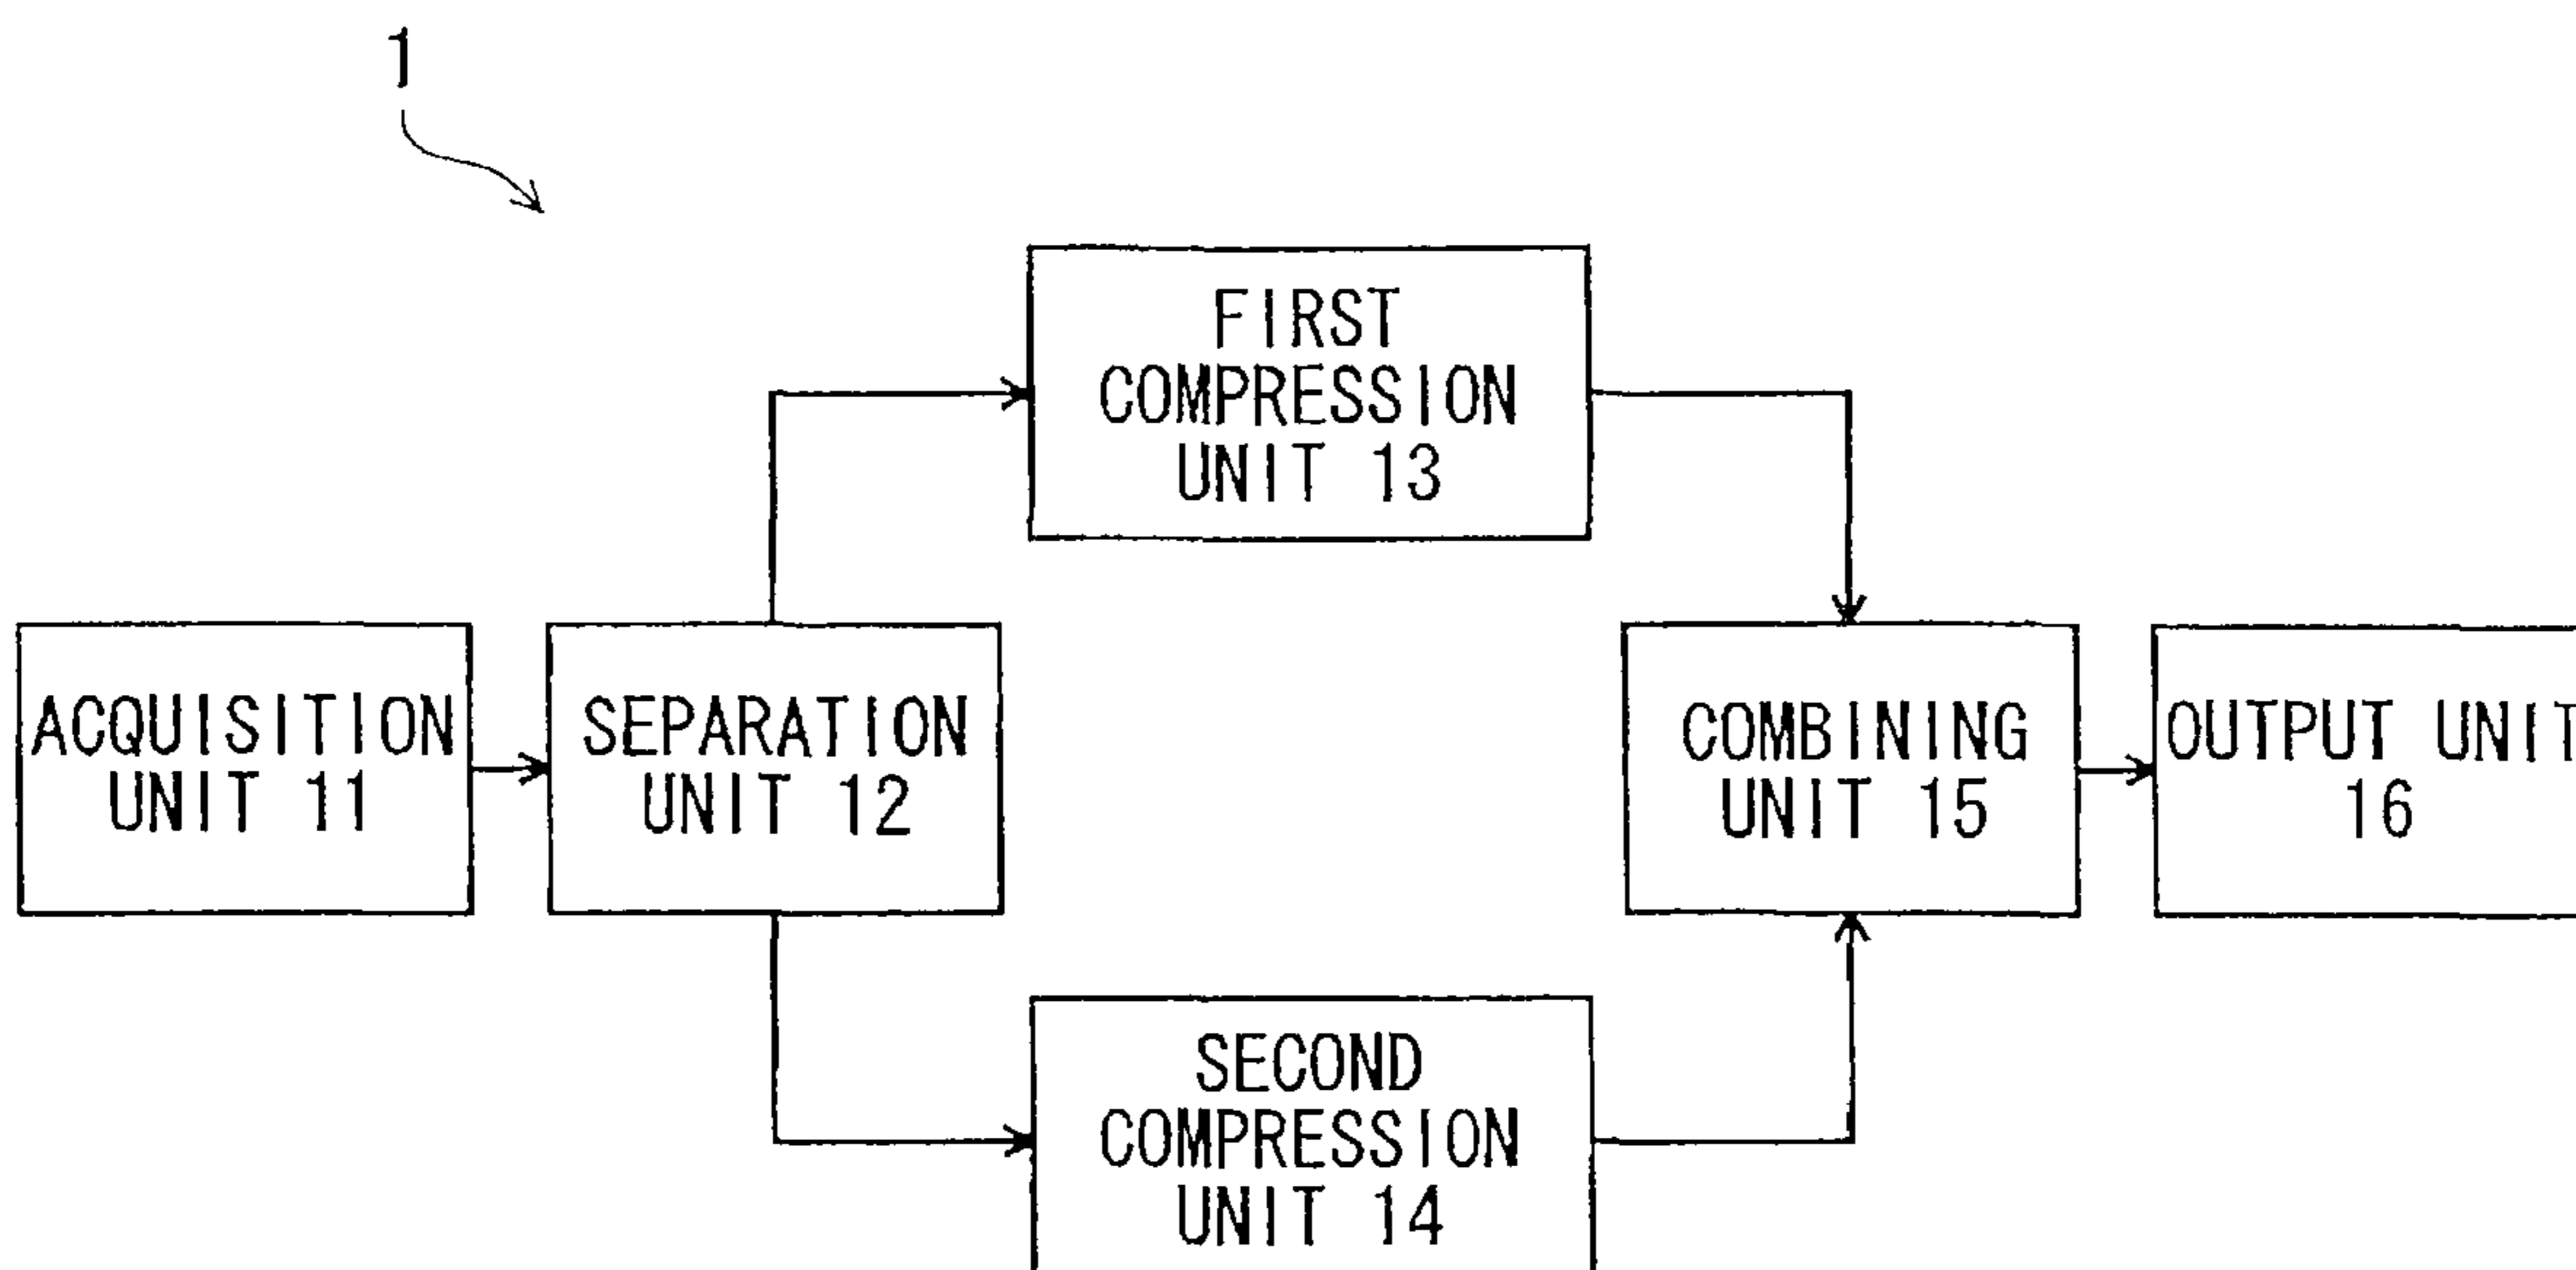 1
FIRST
COMPRESSION
UNIT 13
ACQUISITION
UNIT 11
SEPARATION
UNIT 12
COMBINING
UNIT 15
OUTPUT UNIT
16
SECOND
COMPRESSION
UNIT 14